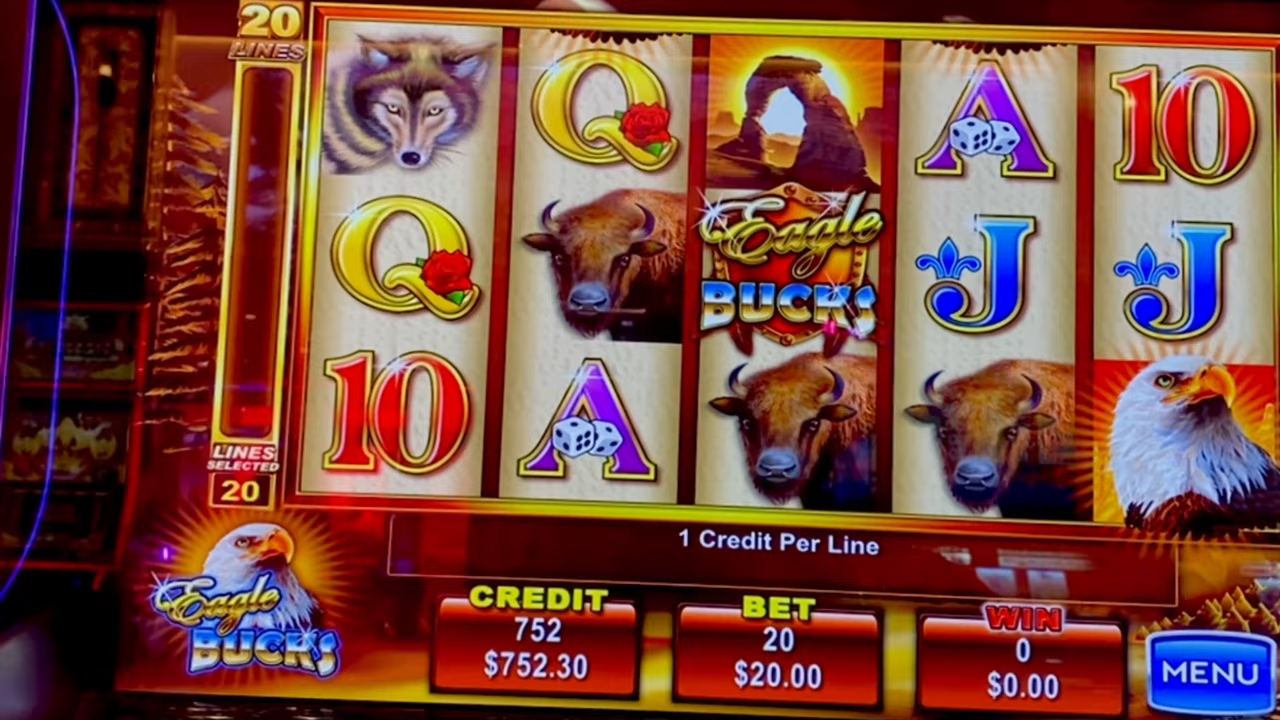 20
LINES
Q
A
10
Q
Eagle
BUCKS
J
J
10
A
LINES
SELECTED
20
1 Credit Per Line
Eagle
BUCKS
CREDIT
752
$752.30
BET
20
$20.00
WIN
0
$0.00
MENU